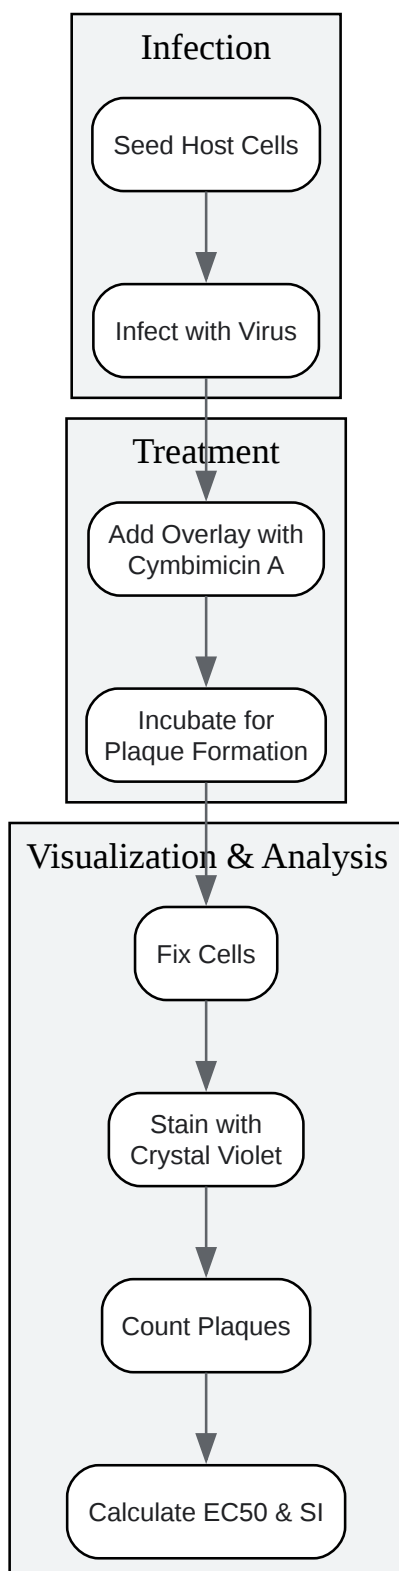 Infection
Seed Host Cells
Infect with Virus
Treatment
Add Overlay with
Cymbimicin A
Incubate for
Plaque Formation
Visualization & Analysis
Fix Cells
Stain with
Crystal Violet
Count Plaques
Calculate EC50 & SI